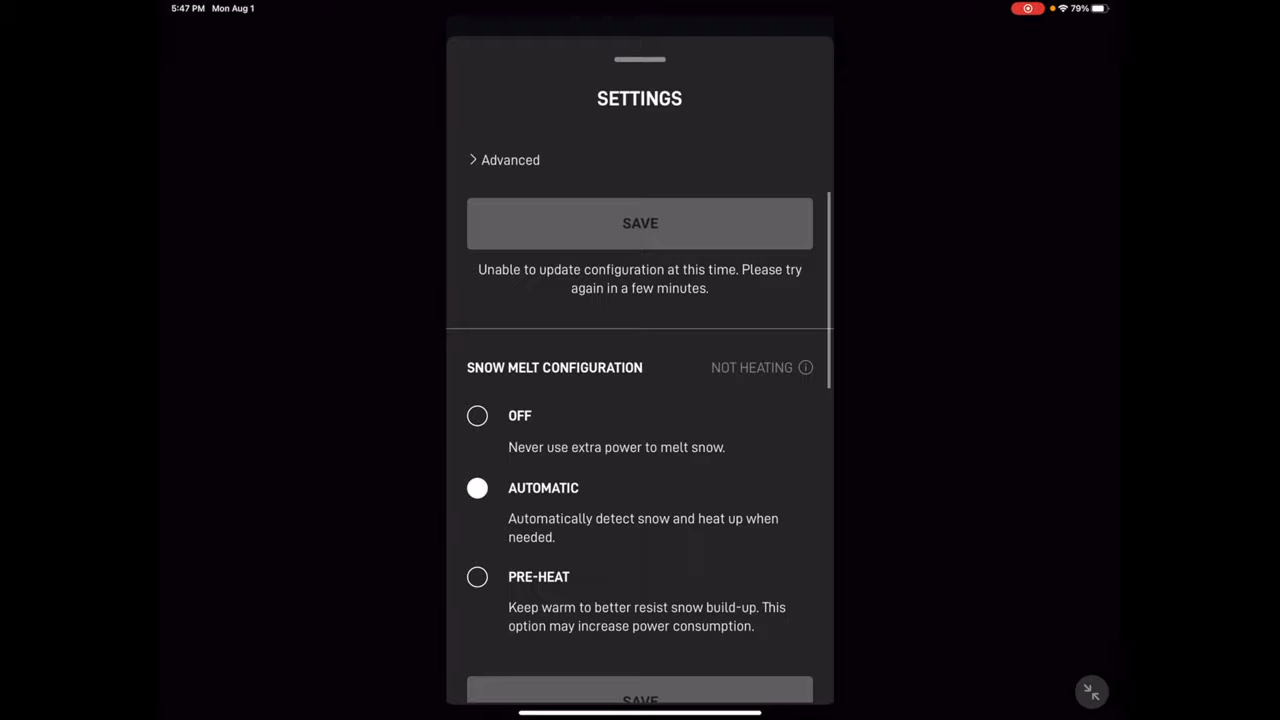 5:47 PM Mon Aug 1
79%
SETTINGS
Advanced
SAVE
Unable to update configuration at this time. Please try
again in a few minutes.
SNOW MELT CONFIGURATION
NOT HEATING
OFF
Never use extra power to melt snow.
AUTOMATIC
Automatically detect snow and heat up when
needed.
PRE-HEAT
Keep warm to better resist snow build-up. This
option may increase power consumption.
SAVE